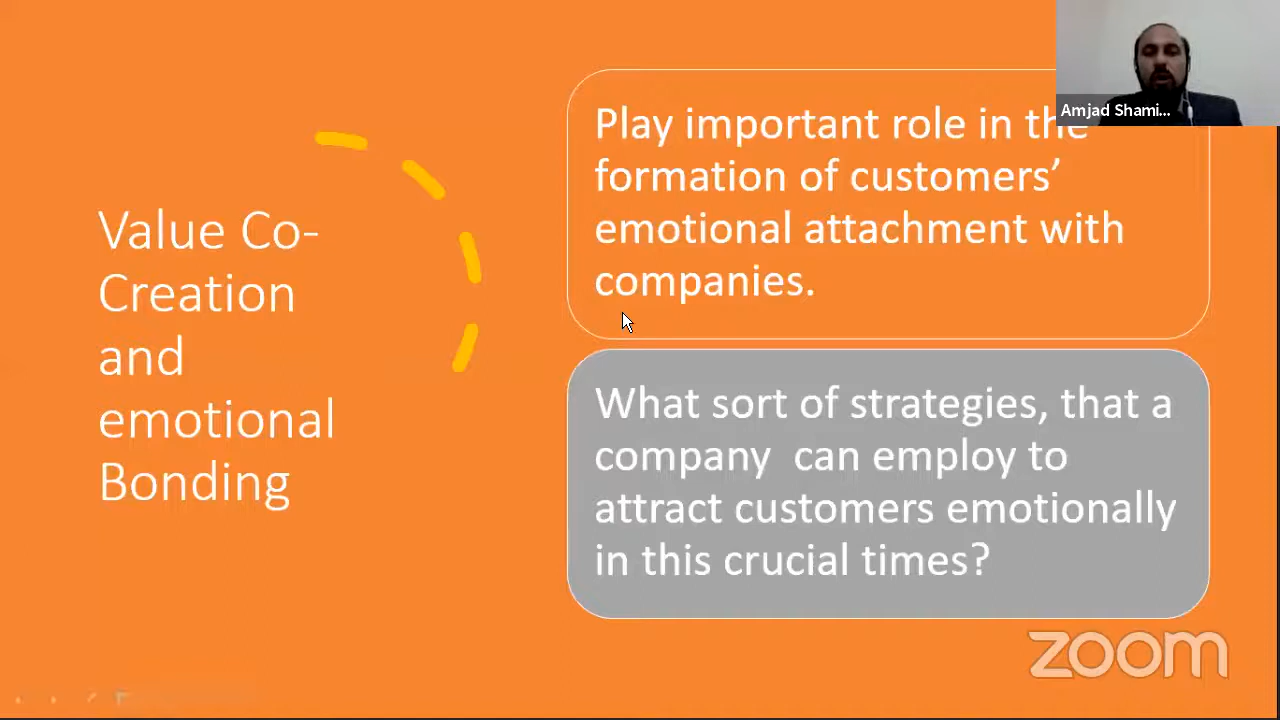 Value Co-
Creation
and
emotional
Bonding
Play important role in the
formation of customers’
emotional attachment with
companies.
What sort of strategies, that a
company can employ to
attract customers emotionally
in this crucial times?
Amjad Shami...
zoom